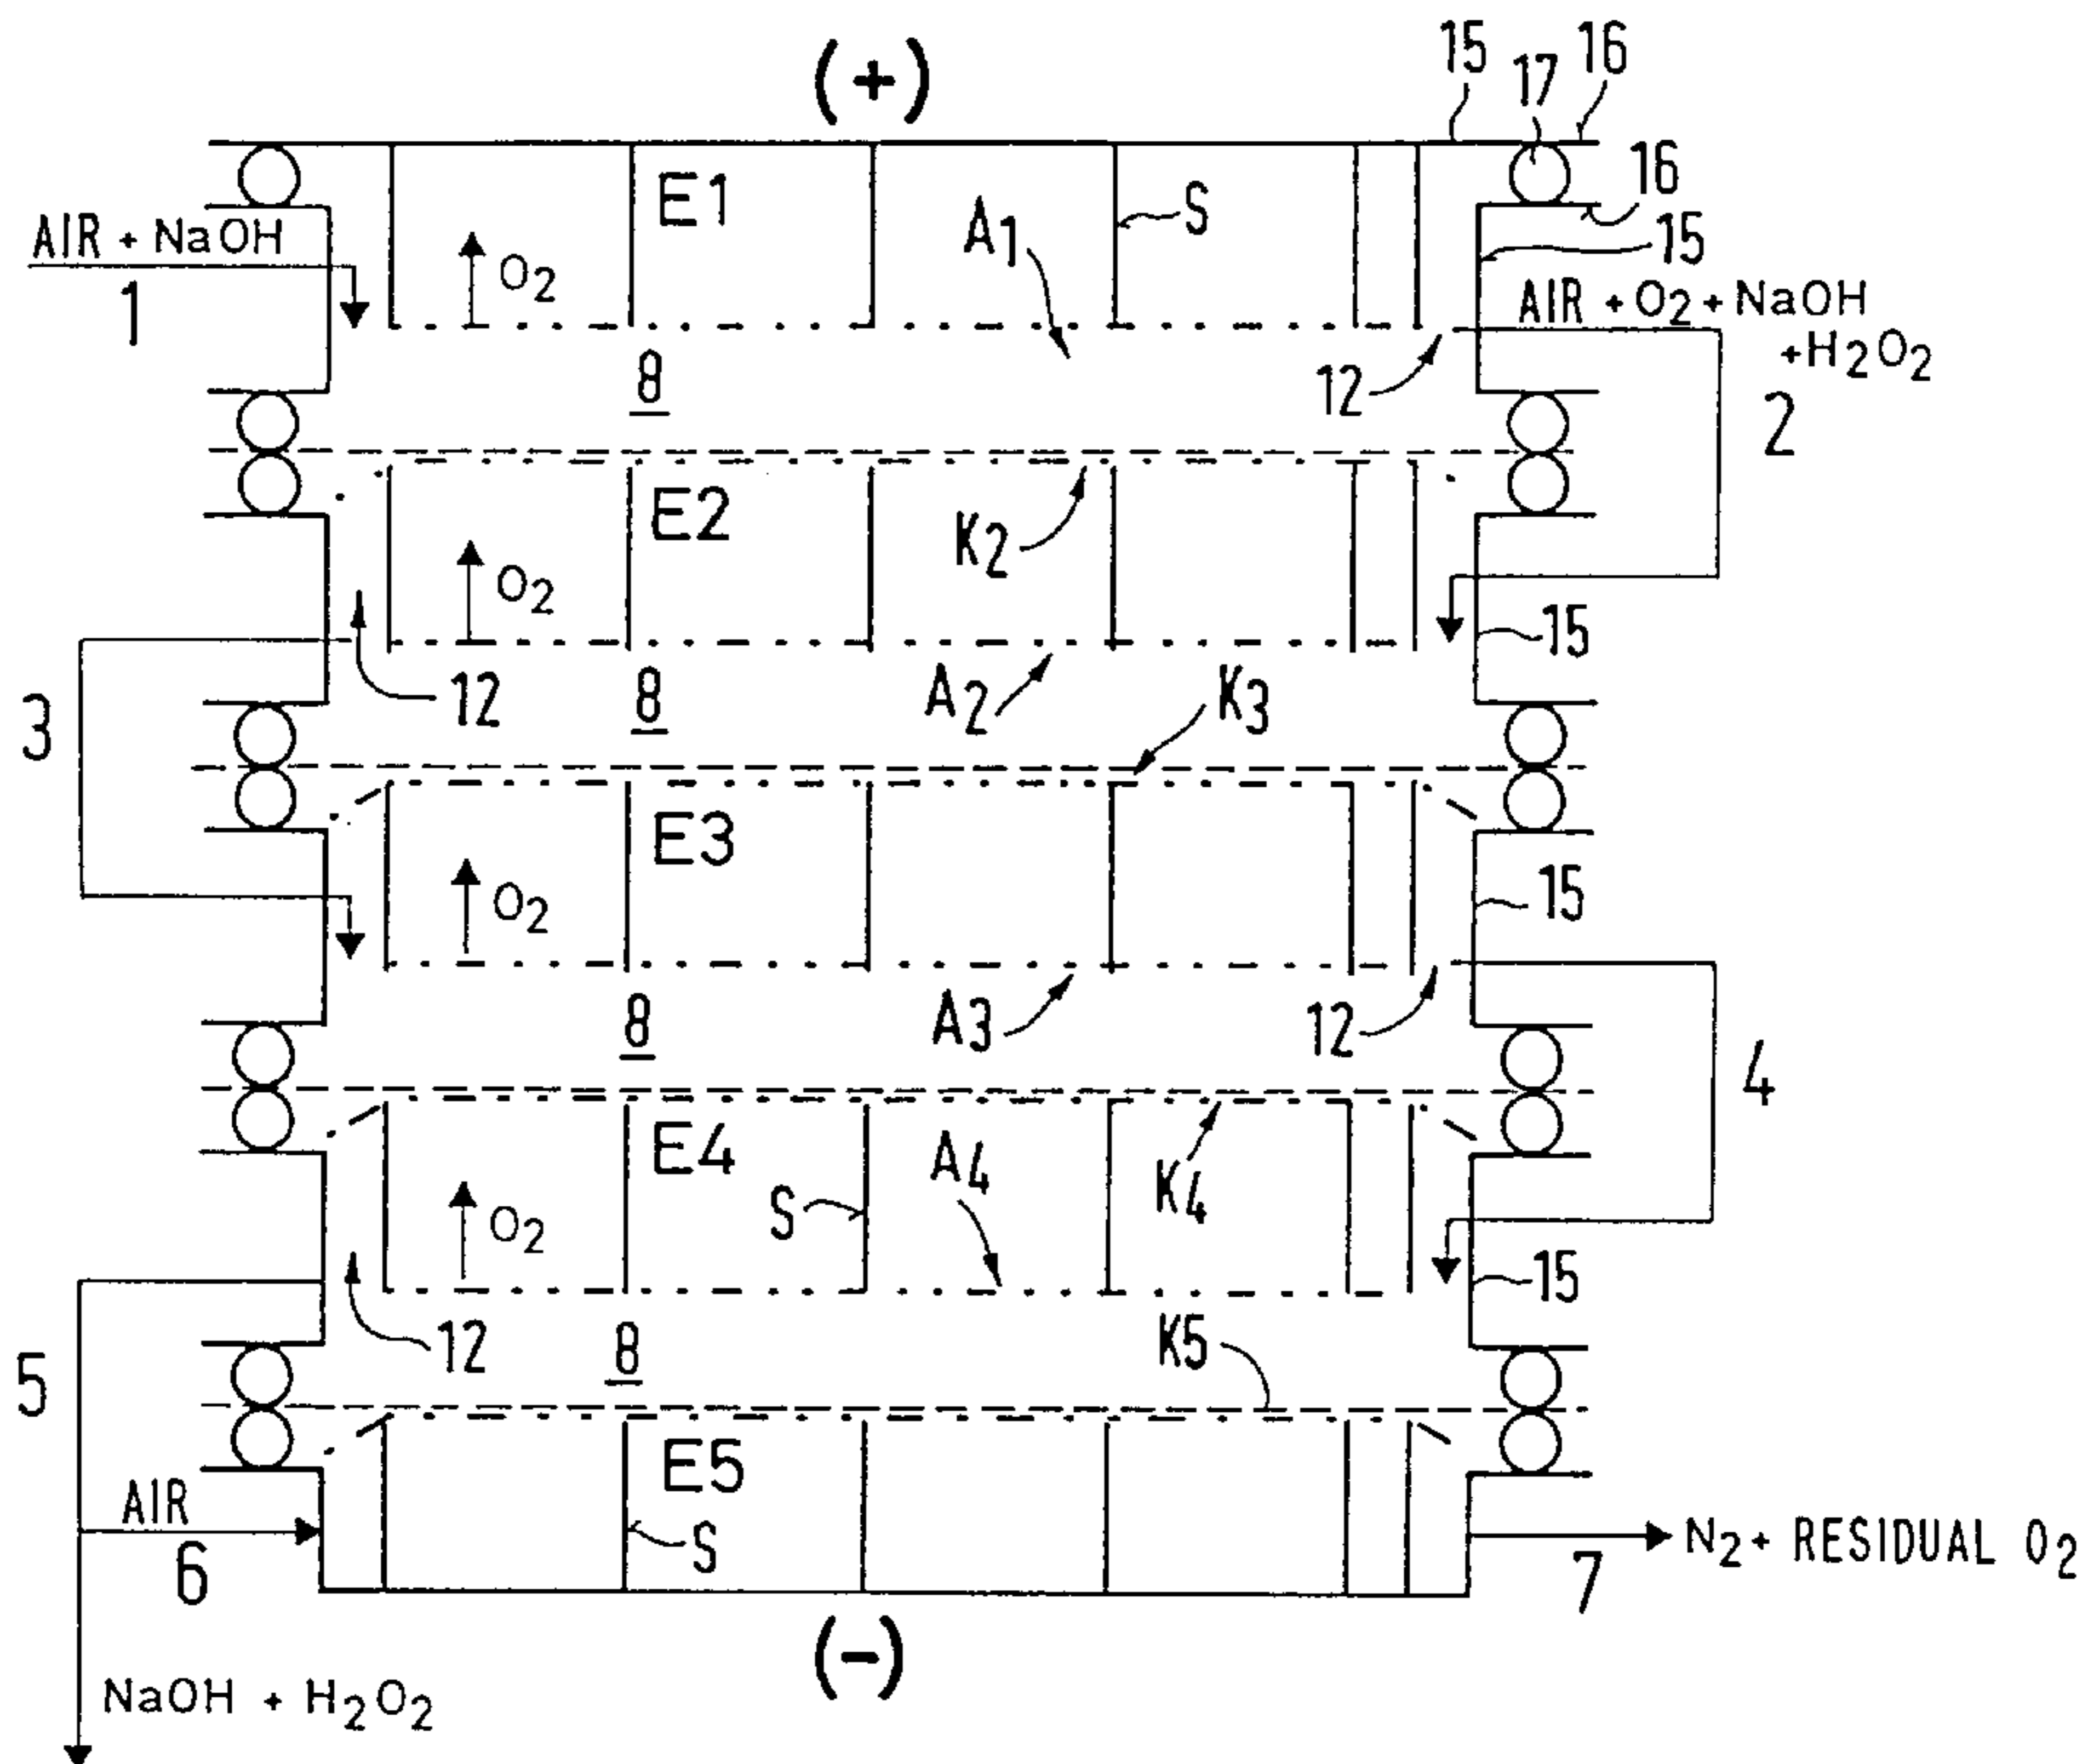 (+)
15
17
16
16
15
E1
A1
S
AIR + NaOH
1
O2
AIR + O2 + NaOH
+H2O2
12
2
8
E2
K2
O2
15
12
8
A2
K3
3
E3
O2
15
8
A3
12
4
E4
A4
K4
S
O2
15
12
8
K5
5
E5
AIR
6
S
N2 + RESIDUAL O2
7
(-)
NaOH + H2O2